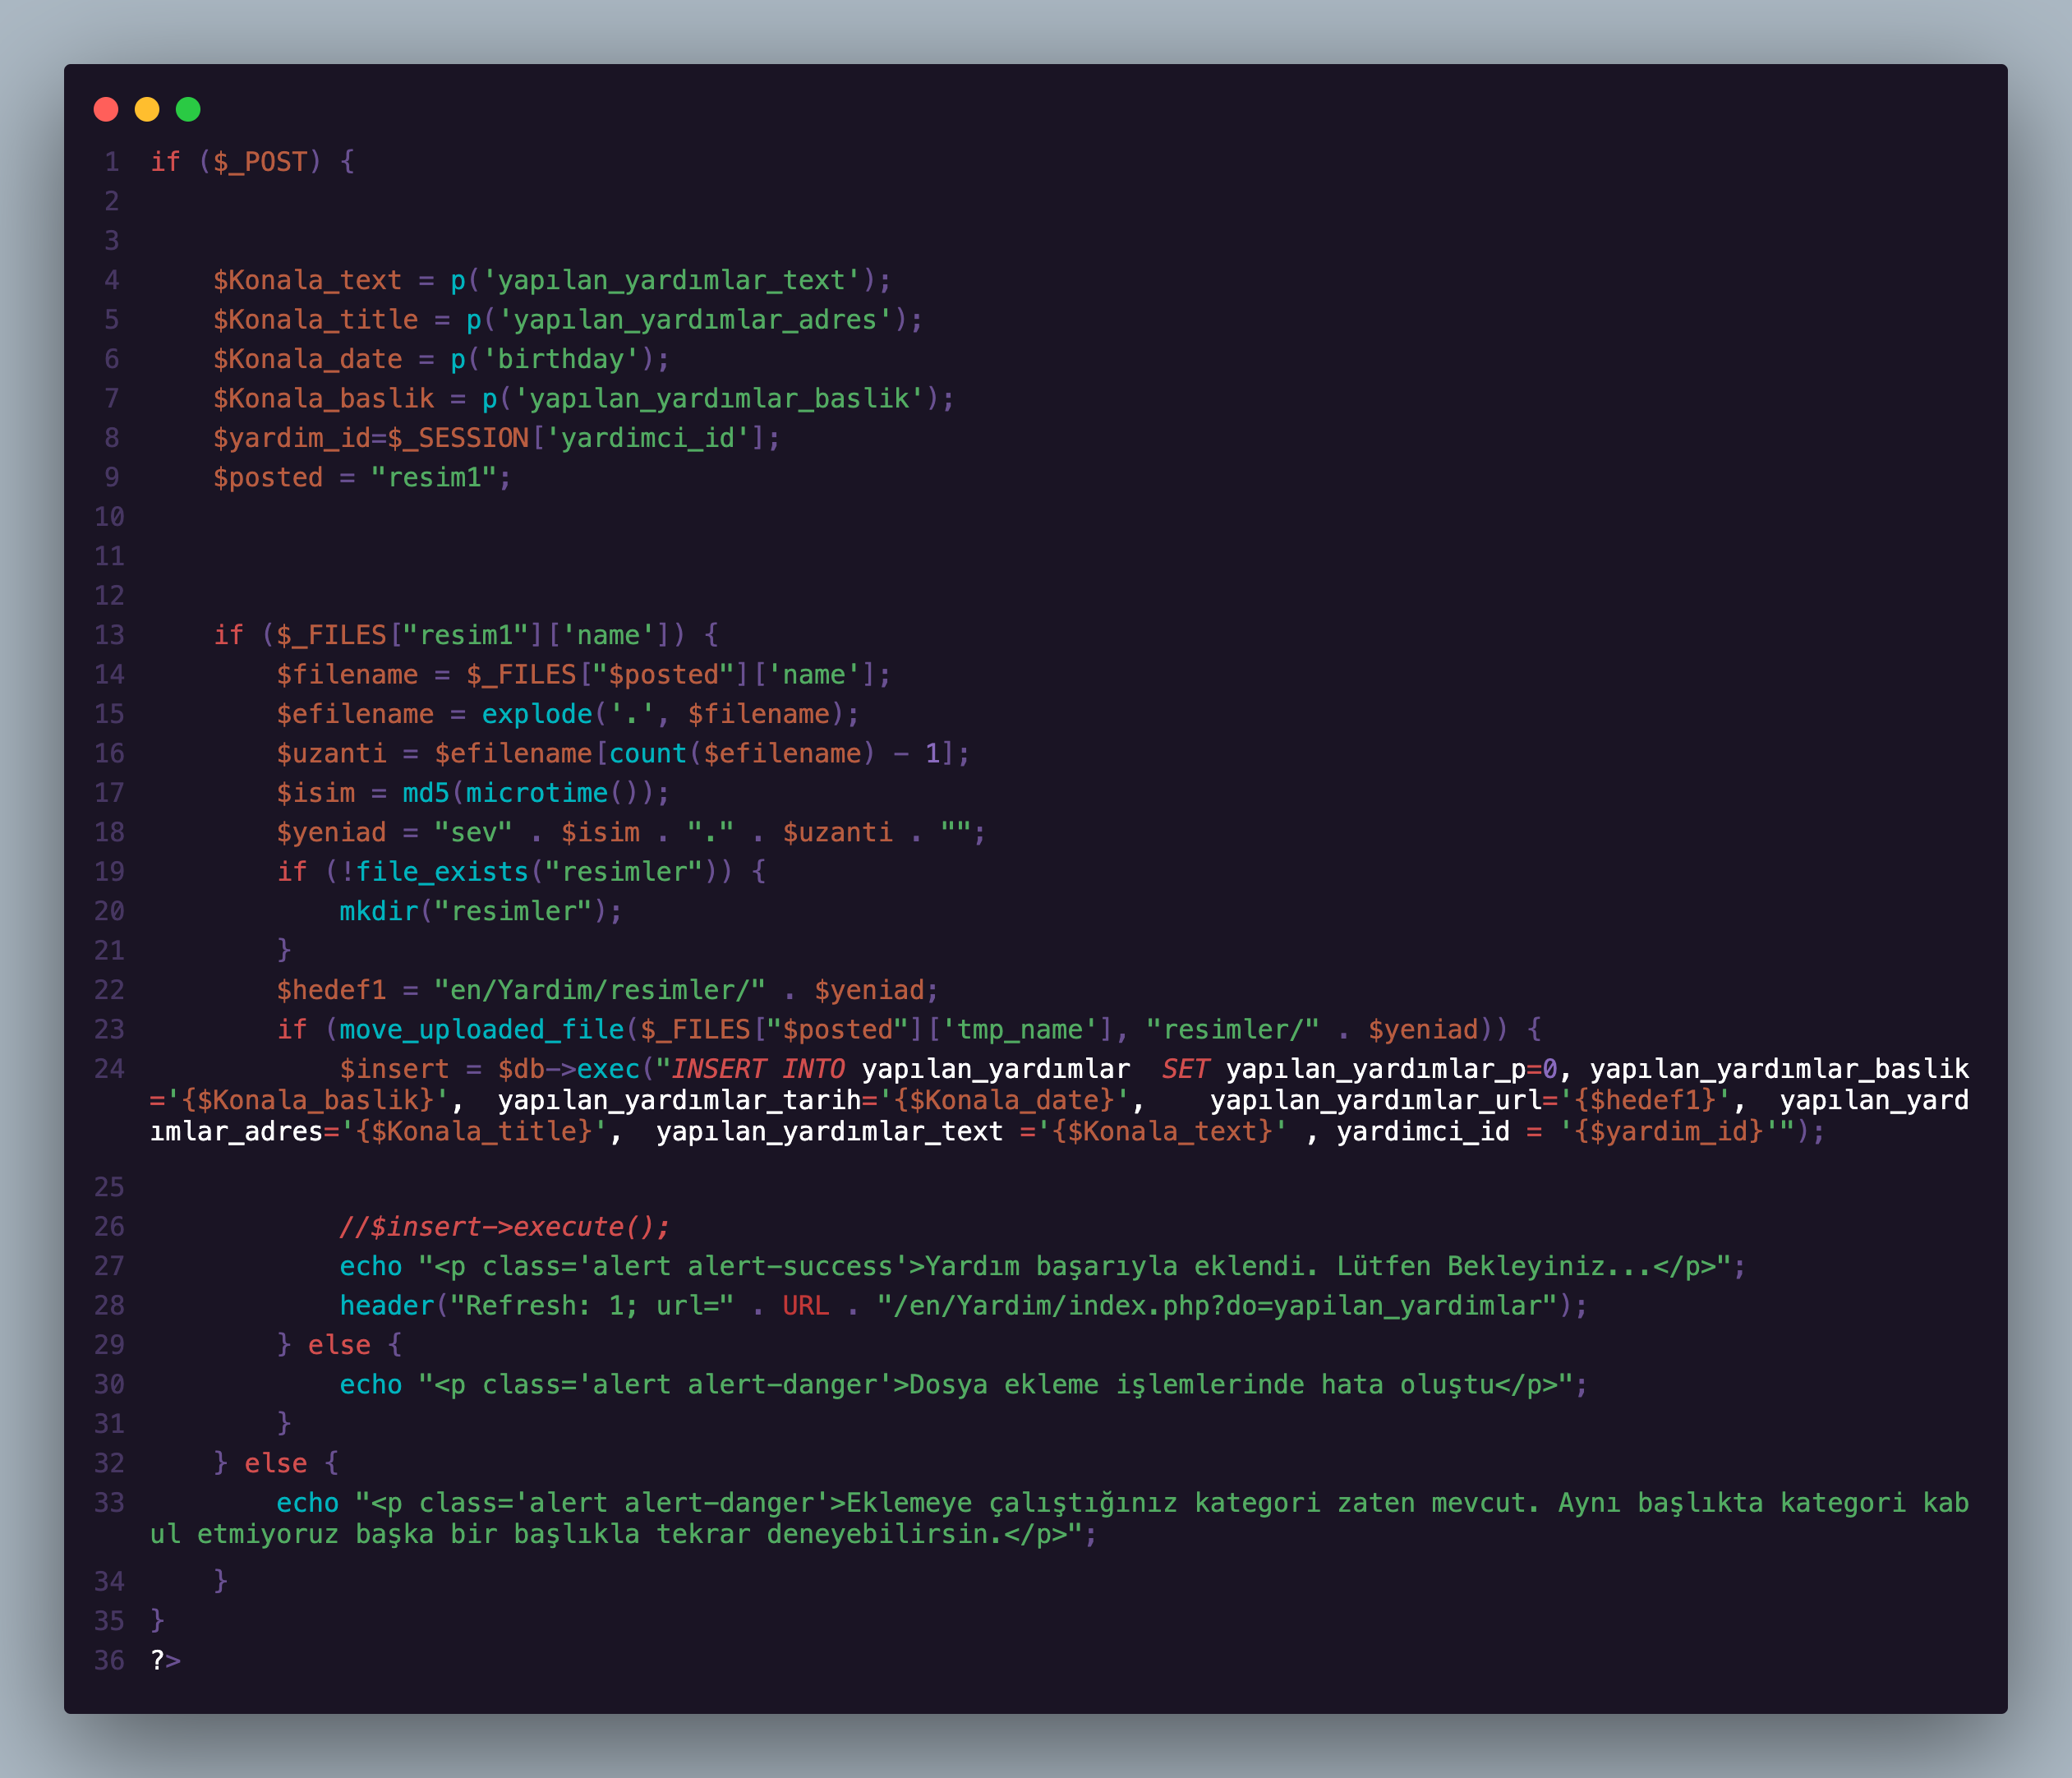 1 if ($_POST) {
2
3
4 $Konala_text = p('yapılan_yardımlar_text');
5 $Konala_title = p('yapılan_yardımlar_adres');
6 $Konala_date = p('birthday');
7 $Konala_baslik = p('yapılan_yardımlar_baslik');
8 $yardim_id=$_SESSION['yardimci_id'];
9 $posted = "resim1";
10
11
12
13 if ($_FILES["resim1"]['name']) {
14 $filename = $_FILES["$posted"]['name'];
15 $efilename = explode('.', $filename);
16 $uzanti = $efilename[count($efilename) - 1];
17 $isim = md5(microtime());
18 $yeniad = "sev" . $isim . "." . $uzanti . "";
19 if (!file_exists("resimler")) {
20 mkdir("resimler");
21 }
22 $hedef1 = "en/Yardim/resimler/" . $yeniad;
23 if (move_uploaded_file($_FILES["$posted"]['tmp_name'], "resimler/" . $yeniad)) {
24 $insert = $db->exec("INSERT INTO yapılan_yardımlar  SET yapılan_yardımlar_p=0, yapılan_yardımlar_baslik
='{$Konala_baslik}',  yapılan_yardımlar_tarih='{$Konala_date}',    yapılan_yardımlar_url='{$hedef1}',  yapılan_yard
ımlar_adres='{$Konala_title}',  yapılan_yardımlar_text ='{$Konala_text}' , yardimci_id = '{$yardim_id}'");
25
26 //$insert->execute();
27 echo "<p class='alert alert-success'>Yardım başarıyla eklendi. Lütfen Bekleyiniz...</p>";
28 header("Refresh: 1; url=" . URL . "/en/Yardim/index.php?do=yapilan_yardimlar");
29 } else {
30 echo "<p class='alert alert-danger'>Dosya ekleme işlemlerinde hata oluştu</p>";
31 }
32 } else {
33 echo "<p class='alert alert-danger'>Eklemeye çalıştığınız kategori zaten mevcut. Aynı başlıkta kategori kab
ul etmiyoruz başka bir başlıkla tekrar deneyebilirsin.</p>";
34 }
35 }
36 ?>